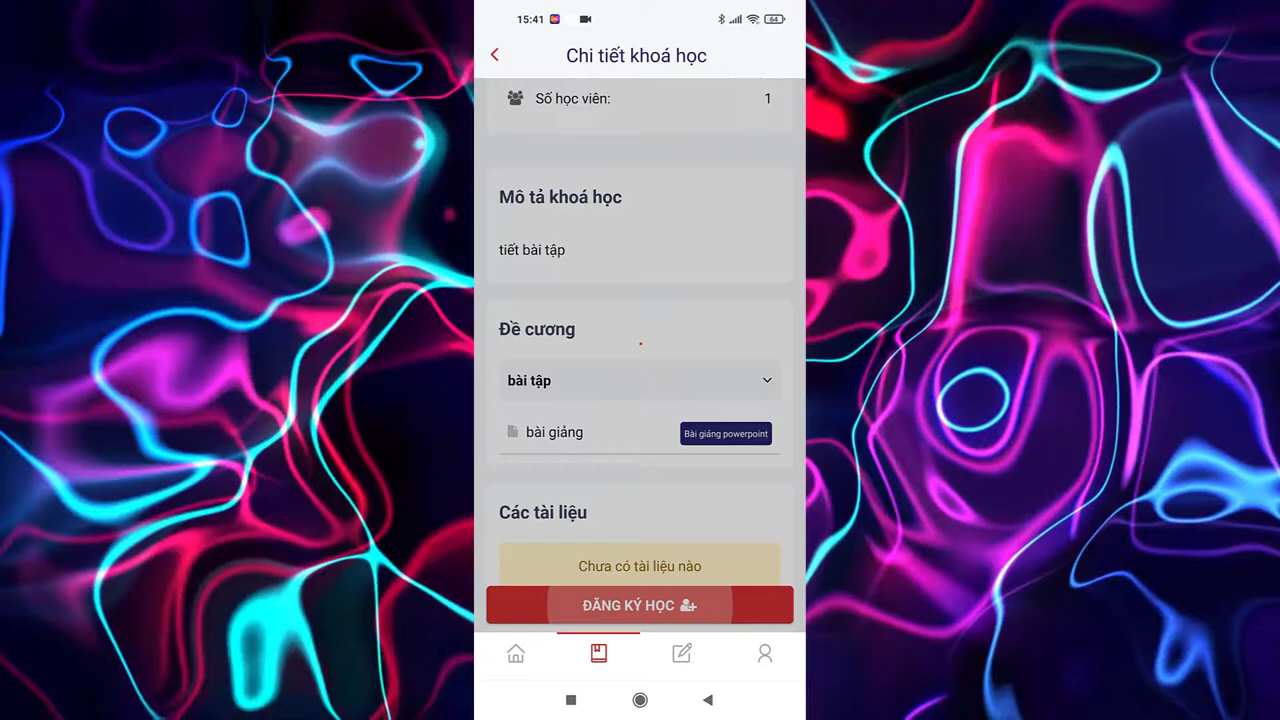 15:41
64
Chi tiết khoá học
Số học viên: 1
Mô tả khoá học
tiết bài tập
Đề cương
bài tập
bài giảng Bài giảng powerpoint
Các tài liệu
Chưa có tài liệu nào
ĐĂNG KÝ HỌC